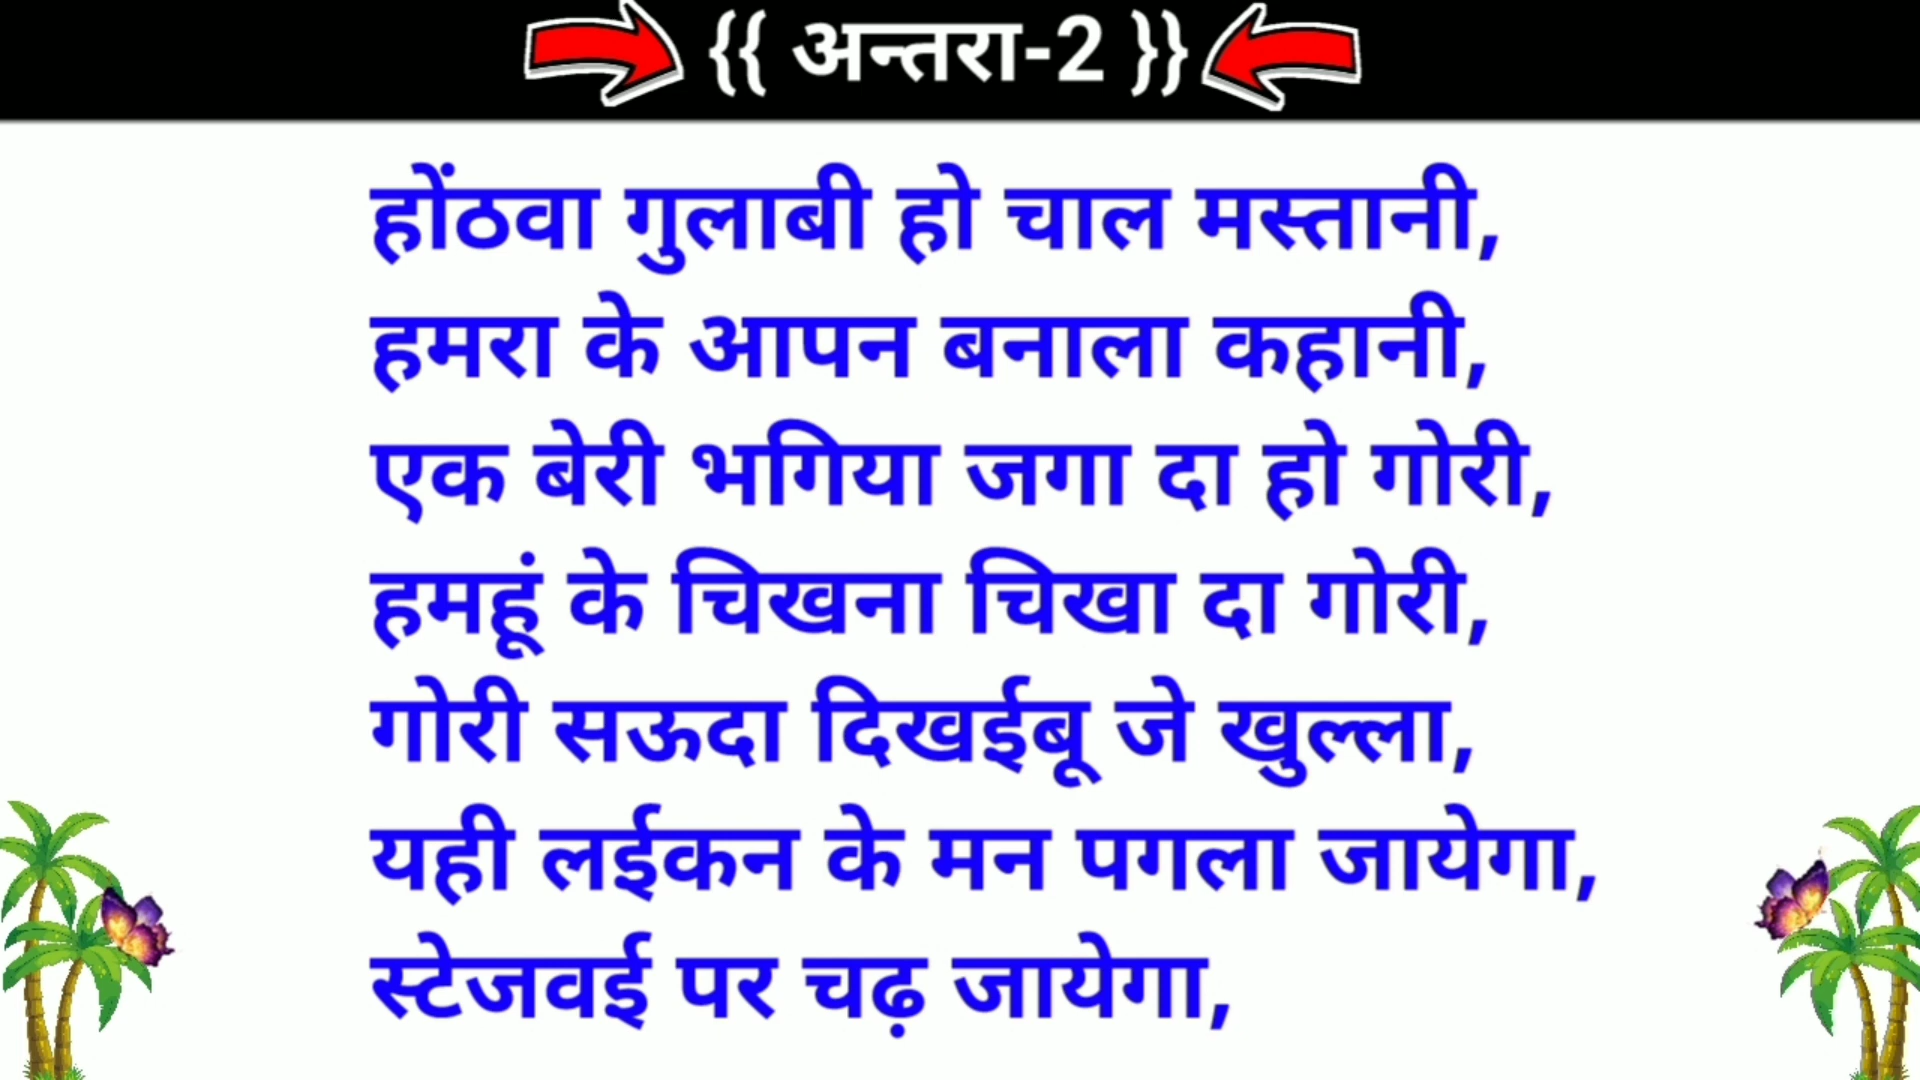 {{ अन्तरा-2 }}
होंठवा गुलाबी हो चाल मस्तानी,
हमरा के आपन बनाला कहानी,
एक बेरी भगिया जगा दा हो गोरी,
हमहूं के चिखना चिखा दा गोरी,
गोरी सऊदा दिखईबू जे खुल्ला,
यही लईकन के मन पगला जायेगा,
स्टेजवई पर चढ़ जायेगा,